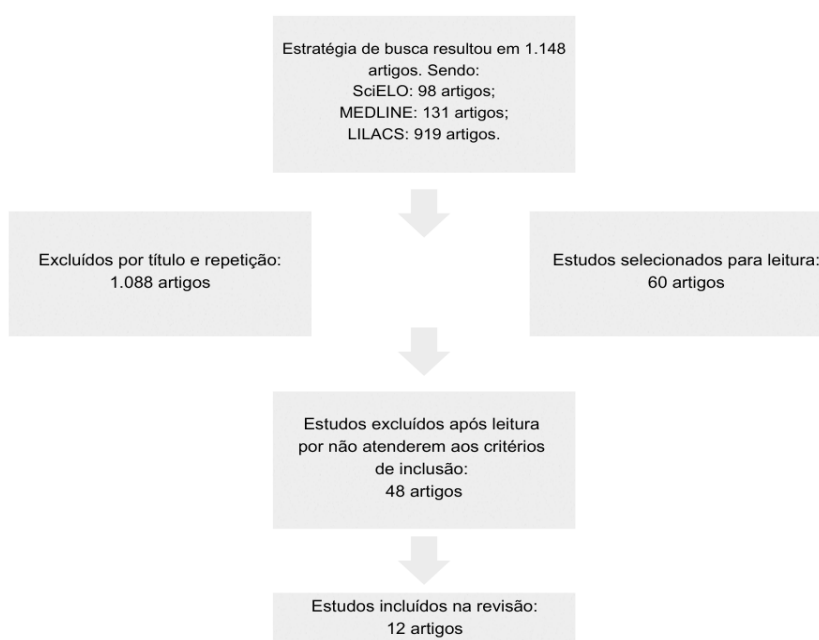 Estratégia de busca resultou em 1.148
artigos. Sendo:
SciELO: 98 artigos;
MEDLINE: 131 artigos;
LILACS: 919 artigos.
Excluídos por título e repetição:
1.088 artigos
Estudos selecionados para leitura:
60 artigos
Estudos excluídos após leitura
por não atenderem aos critérios
de inclusão:
48 artigos
Estudos incluídos na revisão:
12 artigos